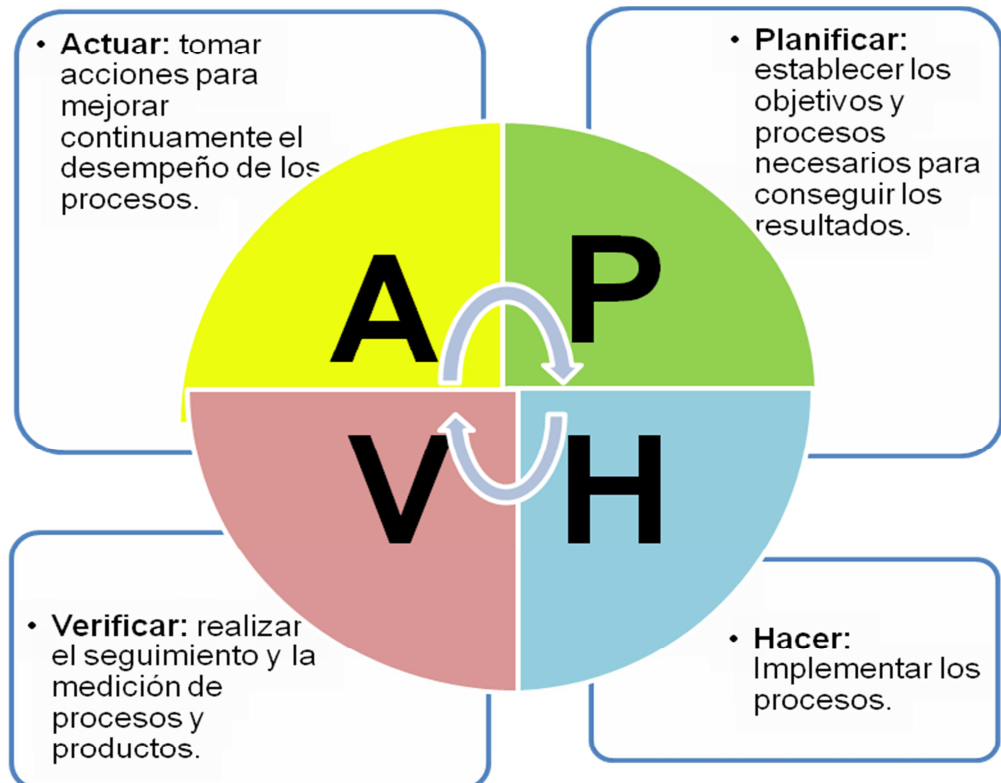 • Actuar: tomar
acciones para
mejorar
continuamente el
desempeño de los
procesos.
• Planificar:
establecer los
objetivos y
procesos
necesarios para
conseguir los
resultados.
A
P
V
H
• Verificar: realizar
el seguimiento y la
medición de
procesos y
productos.
• Hacer:
Implementar los
procesos.